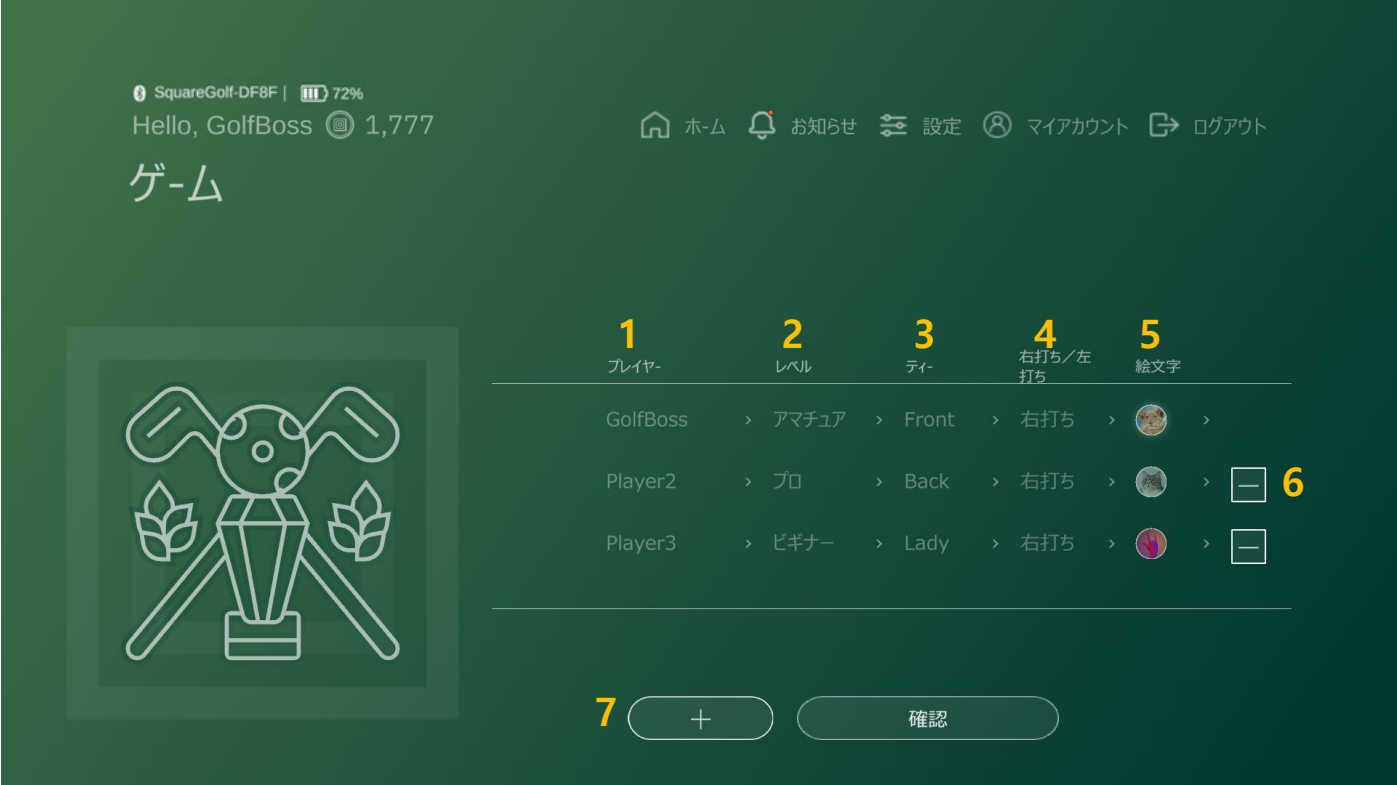 SquareGolf-DF8F | 72%
Hello, GolfBoss 1,777
ホ-ム お知らせ 設定 マイアカウント ログアウト
ゲ-ム
1 2 3 4 5
プレイヤ- レベル ティ- 右打ち／左
打ち 絵文字
GolfBoss › アマチュア › Front › 右打ち › ›
Player2 › プロ › Back › 右打ち › › — 6
Player3 › ビギナー › Lady › 右打ち › › —
7 + 確認